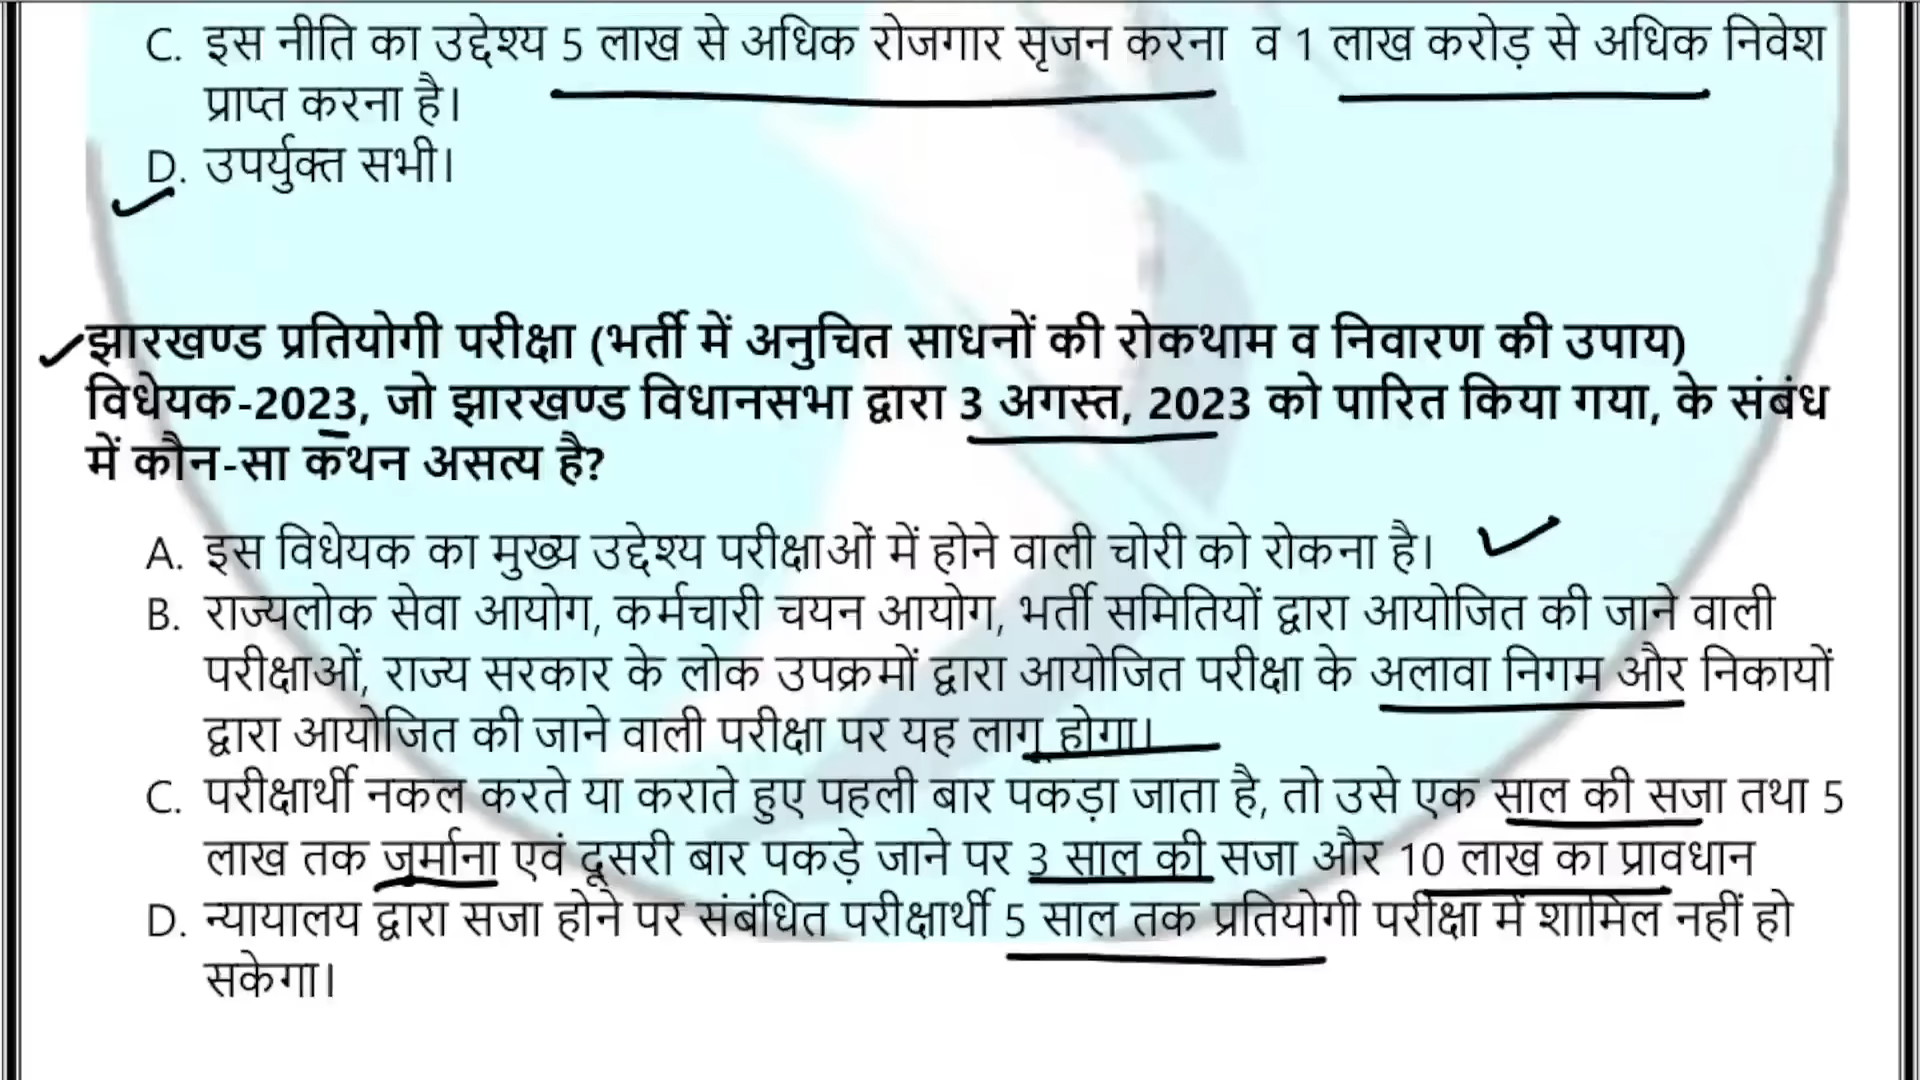 C. इस नीति का उद्देश्य 5 लाख से अधिक रोजगार सृजन करना व 1 लाख करोड़ से अधिक निवेश
प्राप्त करना है।
D. उपर्युक्त सभी।
झारखण्ड प्रतियोगी परीक्षा (भर्ती में अनुचित साधनों की रोकथाम व निवारण की उपाय)
विधेयक-2023, जो झारखण्ड विधानसभा द्वारा 3 अगस्त, 2023 को पारित किया गया, के संबंध
में कौन-सा कथन असत्य है?
A. इस विधेयक का मुख्य उद्देश्य परीक्षाओं में होने वाली चोरी को रोकना है।
B. राज्यलोक सेवा आयोग, कर्मचारी चयन आयोग, भर्ती समितियों द्वारा आयोजित की जाने वाली
परीक्षाओं, राज्य सरकार के लोक उपक्रमों द्वारा आयोजित परीक्षा के अलावा निगम और निकायों
द्वारा आयोजित की जाने वाली परीक्षा पर यह लागू होगा।
C. परीक्षार्थी नकल करते या कराते हुए पहली बार पकड़ा जाता है, तो उसे एक साल की सजा तथा 5
लाख तक जुर्माना एवं दूसरी बार पकड़े जाने पर 3 साल की सजा और 10 लाख का प्रावधान
D. न्यायालय द्वारा सजा होने पर संबंधित परीक्षार्थी 5 साल तक प्रतियोगी परीक्षा में शामिल नहीं हो
सकेगा।